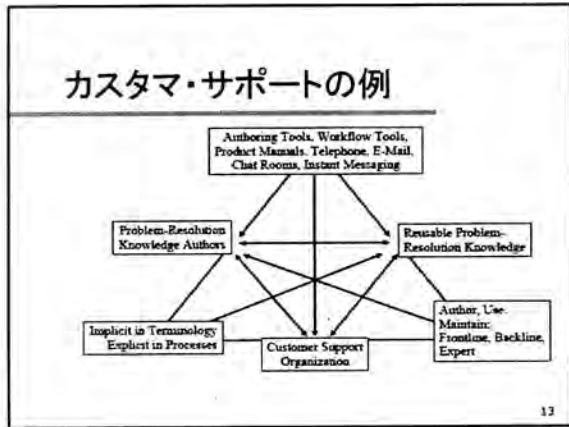 カスタマ・サポートの例
Authoring Tools, Workflow Tools,
Product Manuals, Telephone, E-Mail,
Chat Rooms, Instant Messaging
Problem-Resolution
Knowledge Authors
Reusable Problem-
Resolution Knowledge
Implicit in Terminology
Explicit in Processes
Customer Support
Organization
Author, Use,
Maintain:
Frontline, Backline,
Expert
13